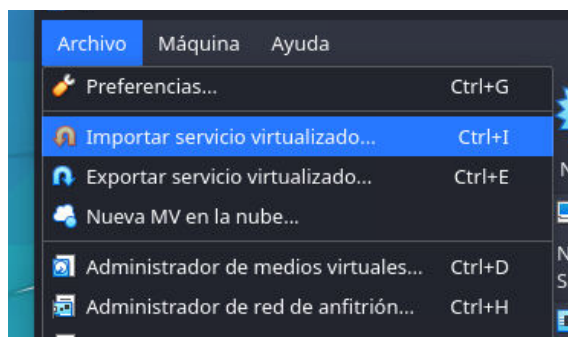 Archivo Máquina Ayuda
Preferencias... Ctrl+G
Importar servicio virtualizado... Ctrl+I
Exportar servicio virtualizado... Ctrl+E
Nueva MV en la nube...
Administrador de medios virtuales... Ctrl+D
Administrador de red de anfitrión... Ctrl+H